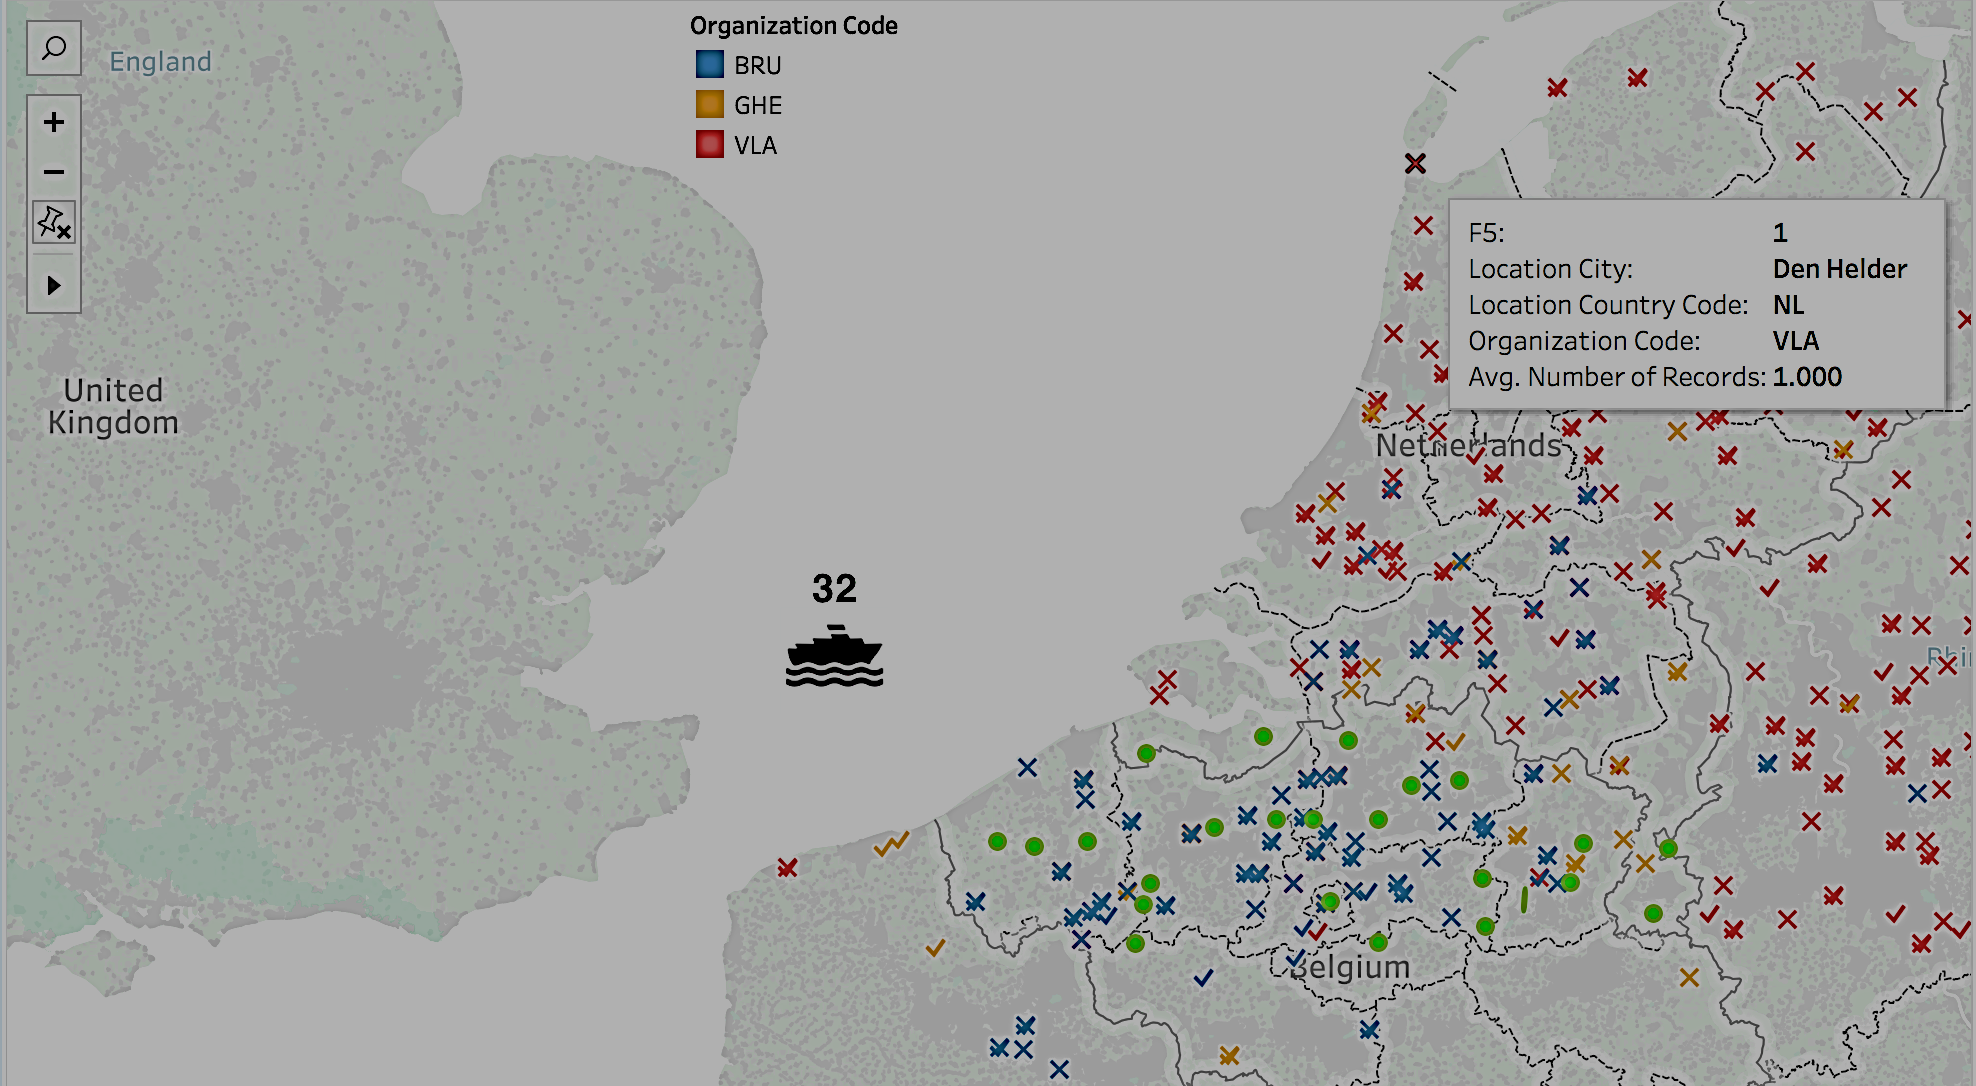 Organization Code
BRU
GHE
VLA
England
United
Kingdom
F5: 1
Location City: Den Helder
Location Country Code: NL
Organization Code: VLA
Avg. Number of Records: 1.000
Netherlands
32
Belgium